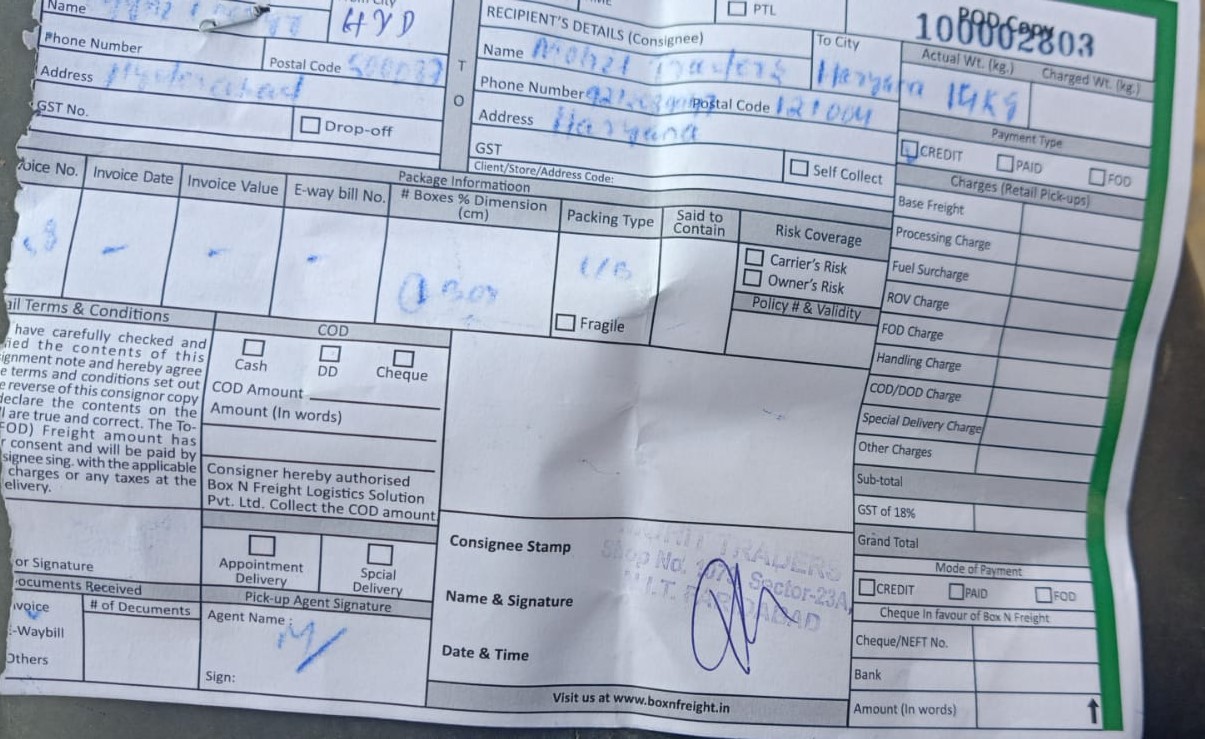 PTL
POD Copy
100002803
Name
HYD
RECIPIENT'S DETAILS (Consignee)
To City
Actual Wt. (kg.) Charged Wt. (kg.)
Phone Number
Postal Code 500037
Name Mohit Traders
Haryana
14KG
Address Hyderabad
T
O
Phone Number
Postal Code 121004
GST No.
Drop-off
Address Haryana
Payment Type
CREDIT PAID FOD
GST
Client/Store/Address Code:
Self Collect
Charges (Retail Pick-ups)
Package Informatioon
oice No. Invoice Date Invoice Value E-way bill No. # Boxes % Dimension (cm) Packing Type Said to Contain Risk Coverage
- - - 1 Box
Carrier's Risk
Owner's Risk
Policy # & Validity
Fragile
Base Freight
Processing Charge
Fuel Surcharge
ROV Charge
FOD Charge
Handling Charge
COD/DOD Charge
Special Delivery Charge
Other Charges
Sub-total
GST of 18%
Grand Total
Mode of Payment
CREDIT PAID FOD
Cheque In favour of Box N Freight
Cheque/NEFT No.
Bank
Amount (In words)
ail Terms & Conditions
have carefully checked and
ied the contents of this
ignment note and hereby agree
e terms and conditions set out
e reverse of this consignor copy
declare the contents on the
l are true and correct. The To-
FOD) Freight amount has
r consent and will be paid by
signee sing. with the applicable
charges or any taxes at the
elivery.
COD
Cash DD Cheque
COD Amount
Amount (In words)
Consigner hereby authorised
Box N Freight Logistics Solution
Pvt. Ltd. Collect the COD amount
or Signature
Appointment Delivery
Spcial Delivery
ocuments Received
Pick-up Agent Signature
nvoice
# of Documents
Agent Name :
-Waybill
Others
Sign:
Consignee Stamp
Name & Signature
Date & Time
TRADERS
Shop No. Sector-23A,
N.I.T. FARIDABAD
Visit us at www.boxnfreight.in